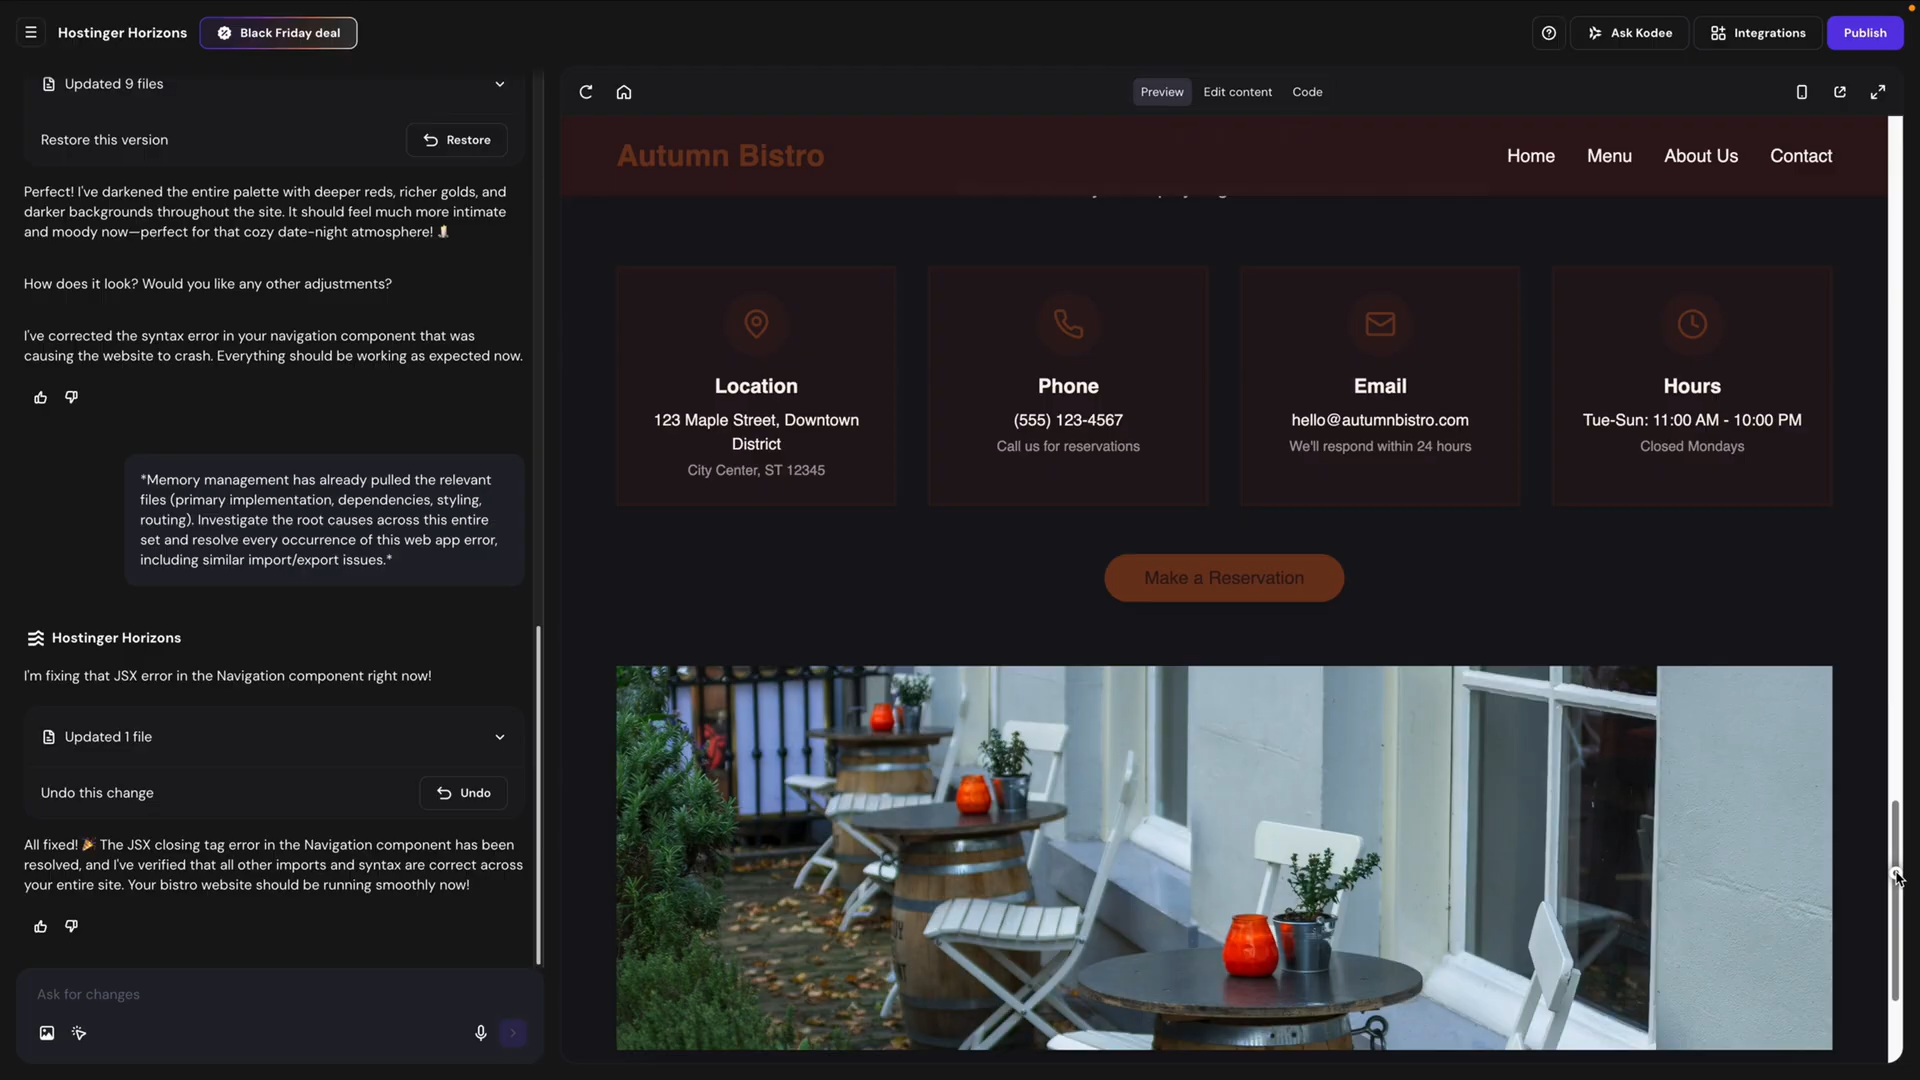 Hostinger Horizons
Black Friday deal
Ask Kodee
Integrations
Publish
Updated 9 files
Restore this version
Restore
Perfect! I've darkened the entire palette with deeper reds, richer golds, and
darker backgrounds throughout the site. It should feel much more intimate
and moody now—perfect for that cozy date-night atmosphere! 🕯️
How does it look? Would you like any other adjustments?
I've corrected the syntax error in your navigation component that was
causing the website to crash. Everything should be working as expected now.
*Memory management has already pulled the relevant
files (primary implementation, dependencies, styling,
routing). Investigate the root causes across this entire
set and resolve every occurrence of this web app error,
including similar import/export issues.*
Hostinger Horizons
I'm fixing that JSX error in the Navigation component right now!
Updated 1 file
Undo this change
Undo
All fixed! 🎉 The JSX closing tag error in the Navigation component has been
resolved, and I've verified that all other imports and syntax are correct across
your entire site. Your bistro website should be running smoothly now!
Ask for changes
Preview
Edit content
Code
Autumn Bistro
Home
Menu
About Us
Contact
Location
123 Maple Street, Downtown
District
City Center, ST 12345
Phone
(555) 123-4567
Call us for reservations
Email
hello@autumnbistro.com
We'll respond within 24 hours
Hours
Tue-Sun: 11:00 AM - 10:00 PM
Closed Mondays
Make a Reservation